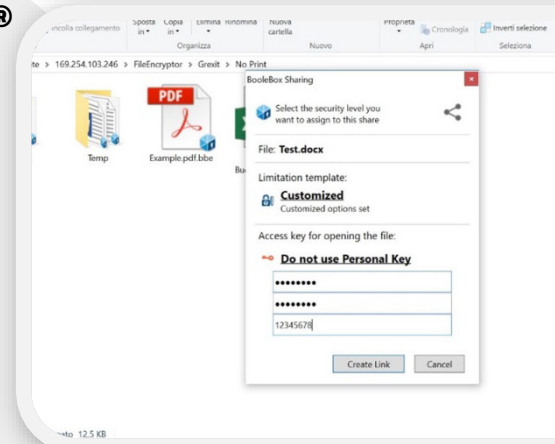 ®
ncolla collegamento
Sposta in
Copia in
Elimina
Rinomina
Nuova cartella
Proprietà
Cronologia
Inverti selezione
Organizza
Nuovo
Apri
Seleziona
169.254.103.246 > FileEncryptor > Grexit > No Print
BooleBox Sharing
Select the security level you
want to assign to this share
File: Test.docx
Limitation template:
Customized
Customized options set
Access key for opening the file:
Do not use Personal Key
••••••••
••••••••
12345678
Create Link
Cancel
PDF
Temp
Example.pdf.bbe
12,5 KB